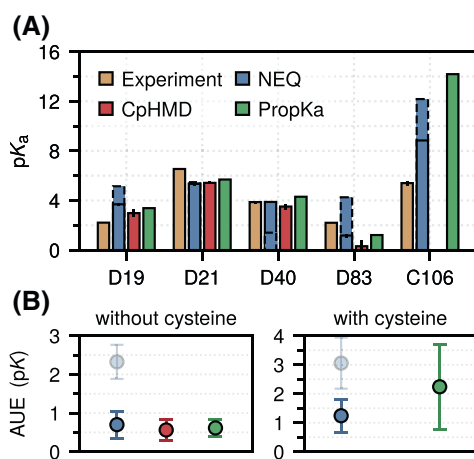 (A)
16
12
8
4
0
pKa
Experiment NEQ
CpHMD PropKa
D19 D21 D40 D83 C106
(B)
without cysteine with cysteine
AUE (pK)
3
2
1
0
4
3
2
1
0